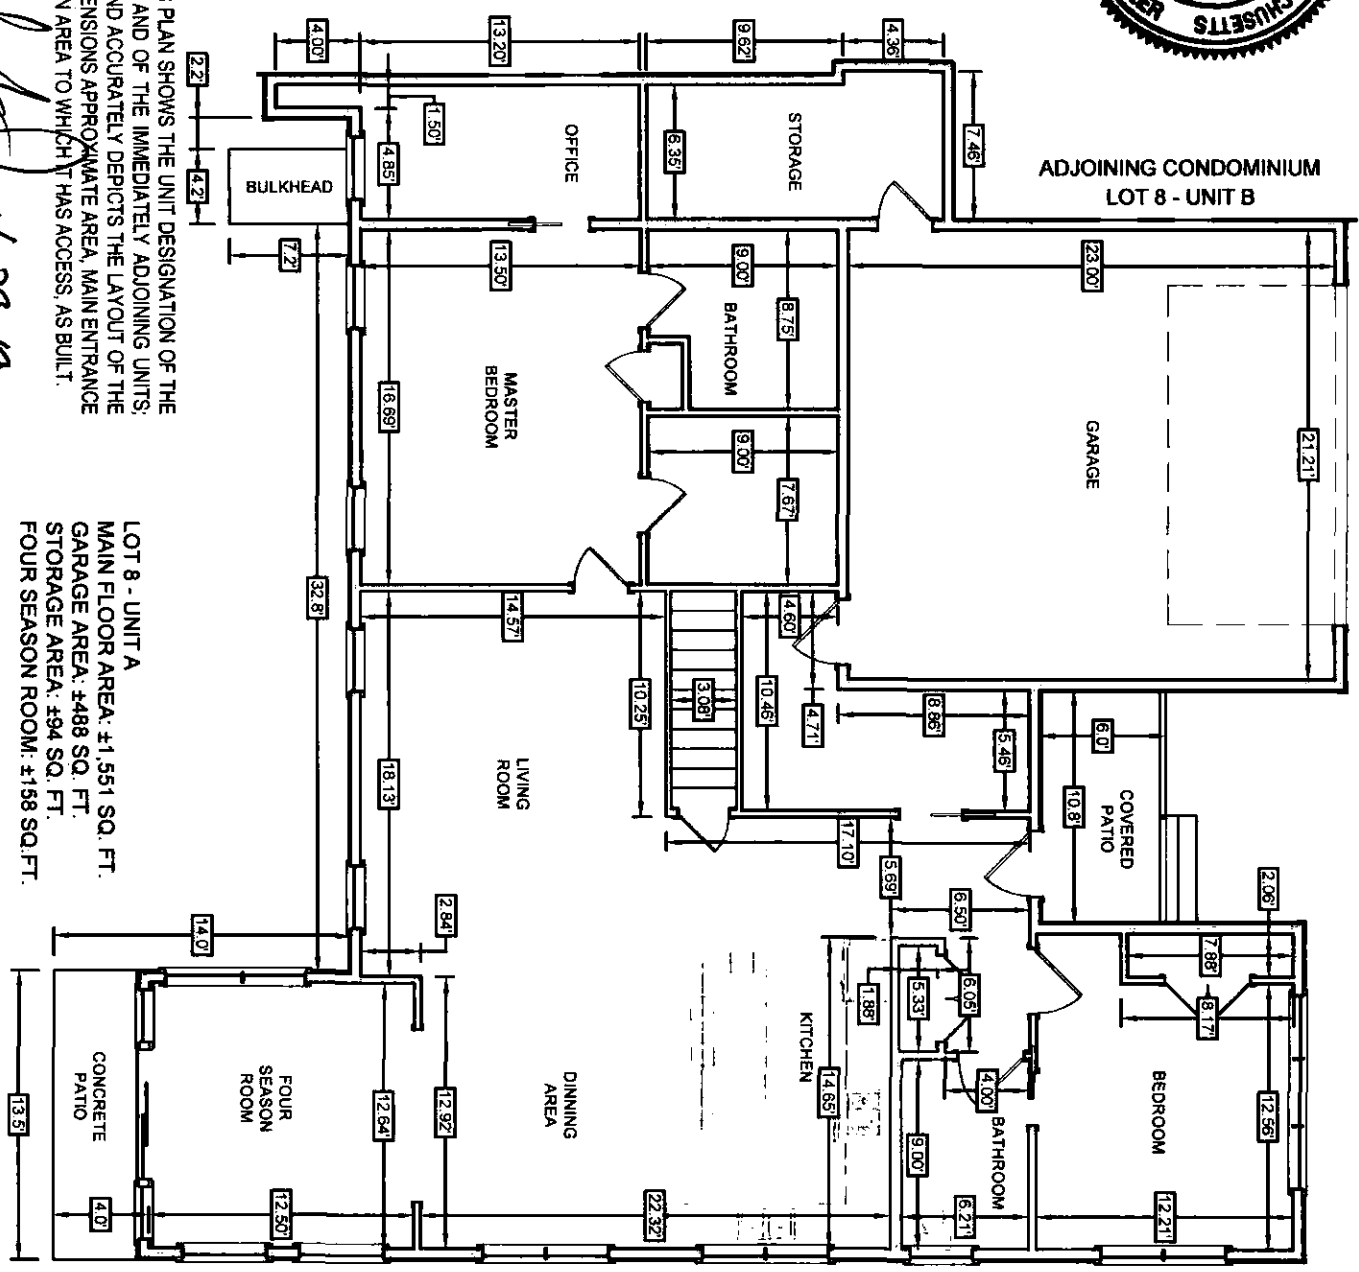 CHUSETTS
ADJOINING CONDOMINIUM
LOT 8 - UNIT B
4.00'
13.20'
9.62'
4.36'
7.46'
2.2'
4.2'
1.50'
4.85'
6.35'
OFFICE
STORAGE
BULKHEAD
7.2'
13.50'
9.00'
8.75'
BATHROOM
23.00'
21.21'
GARAGE
16.69'
MASTER
BEDROOM
9.00'
7.67'
32.8'
14.57'
10.25'
3.08'
4.60'
10.46'
4.71'
8.86'
5.46'
6.0'
10.8'
COVERED
PATIO
18.13'
LIVING
ROOM
17.10'
5.69'
6.50'
2.06'
7.88'
8.17'
2.84'
14.0'
1.88'
5.33'
6.05'
KITCHEN
14.65'
4.00'
BATHROOM
9.00'
6.21'
BEDROOM
12.56'
12.21'
DINNING
AREA
12.92'
22.32'
FOUR
SEASON
ROOM
12.64'
12.50'
CONCRETE
PATIO
4.0'
13.5'
PLAN SHOWS THE UNIT DESIGNATION OF THE
AND OF THE IMMEDIATELY ADJOINING UNITS;
ND ACCURATELY DEPICTS THE LAYOUT OF THE
ENSIONS APPROXIMATE AREA, MAIN ENTRANCE
N AREA TO WHICH IT HAS ACCESS, AS BUILT.
LOT 8 - UNIT A
MAIN FLOOR AREA: ±1,551 SQ. FT.
GARAGE AREA: ±488 SQ. FT.
STORAGE AREA: ±94 SQ. FT.
FOUR SEASON ROOM: ±158 SQ.FT.